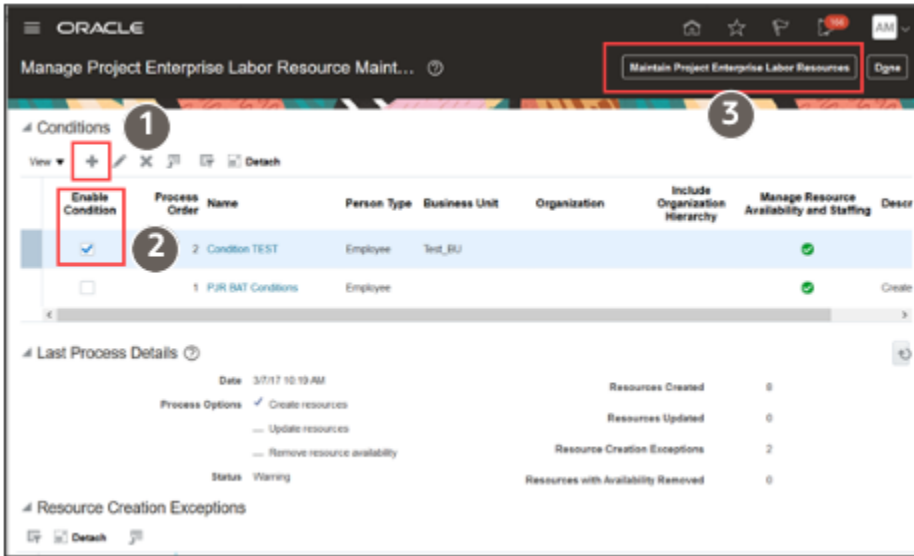 ORACLE
166
AM
Manage Project Enterprise Labor Resource Maint...
Maintain Project Enterprise Labor Resources
Done
3
Conditions
1
View
Detach
Enable Condition Process Order Name Person Type Business Unit Organization Include Organization Hierarchy Manage Resource Availability and Staffing Descr
2
2 Condition TEST Employee Test_BU
1 PJR BAT Conditions Employee Create
Last Process Details
Date 3/7/17 10:19 AM
Process Options Create resources
Update resources
Remove resource availability
Status Warning
Resources Created
Resources Updated 0
Resource Creation Exceptions 2
Resources with Availability Removed 0
Resource Creation Exceptions
Detach